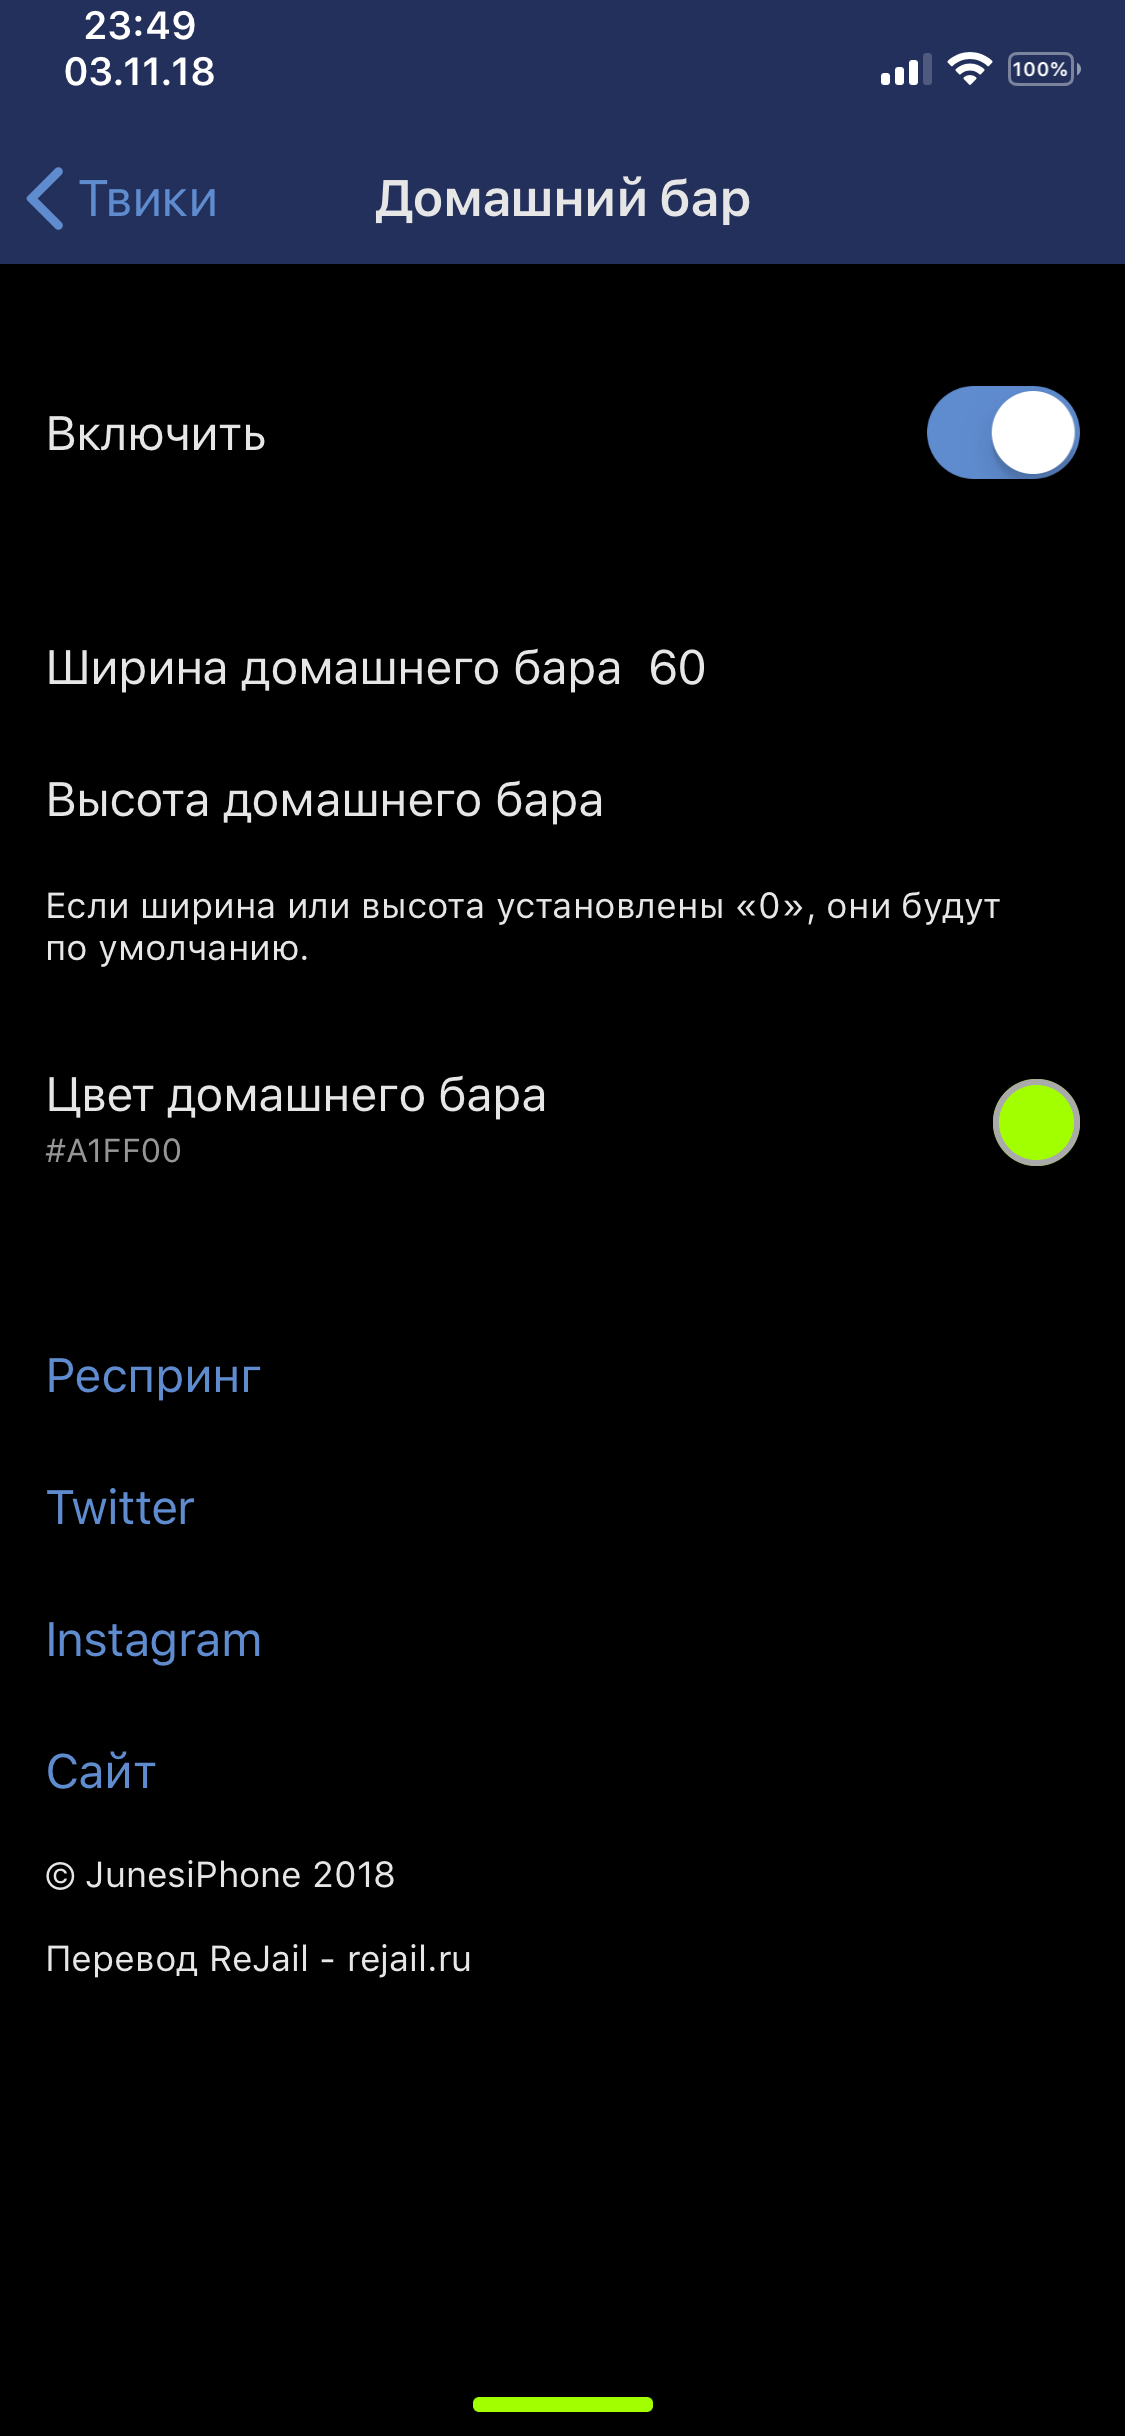 23:49
03.11.18
100%
Твики
Домашний бар
Включить
Ширина домашнего бара 60
Высота домашнего бара
Если ширина или высота установлены «0», они будут
по умолчанию.
Цвет домашнего бара
#A1FF00
Респринг
Twitter
Instagram
Сайт
© JunesiPhone 2018
Перевод ReJail - rejail.ru